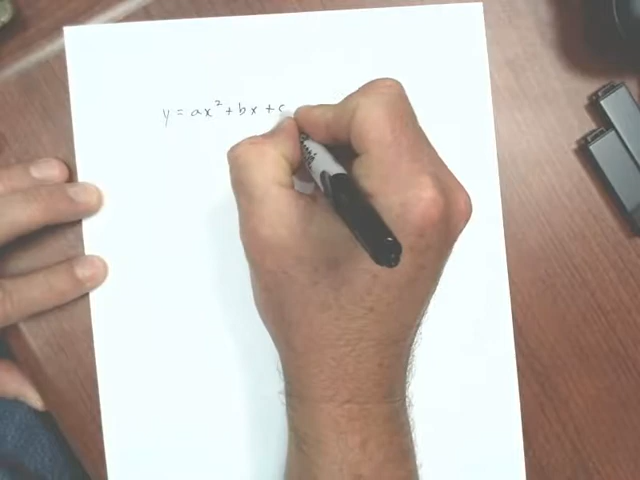 y = ax² + bx + c